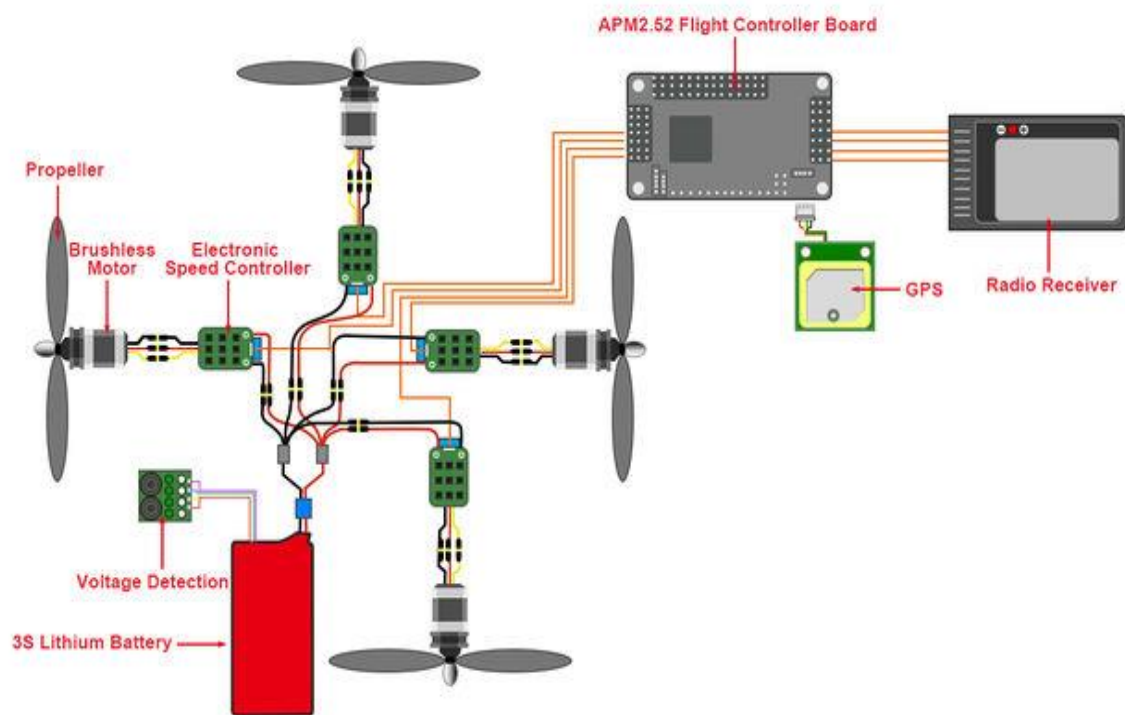 APM2.52 Flight Controller Board
Propeller
Brushless
Motor
Electronic
Speed Controller
GPS
Radio Receiver
Voltage Detection
3S Lithium Battery